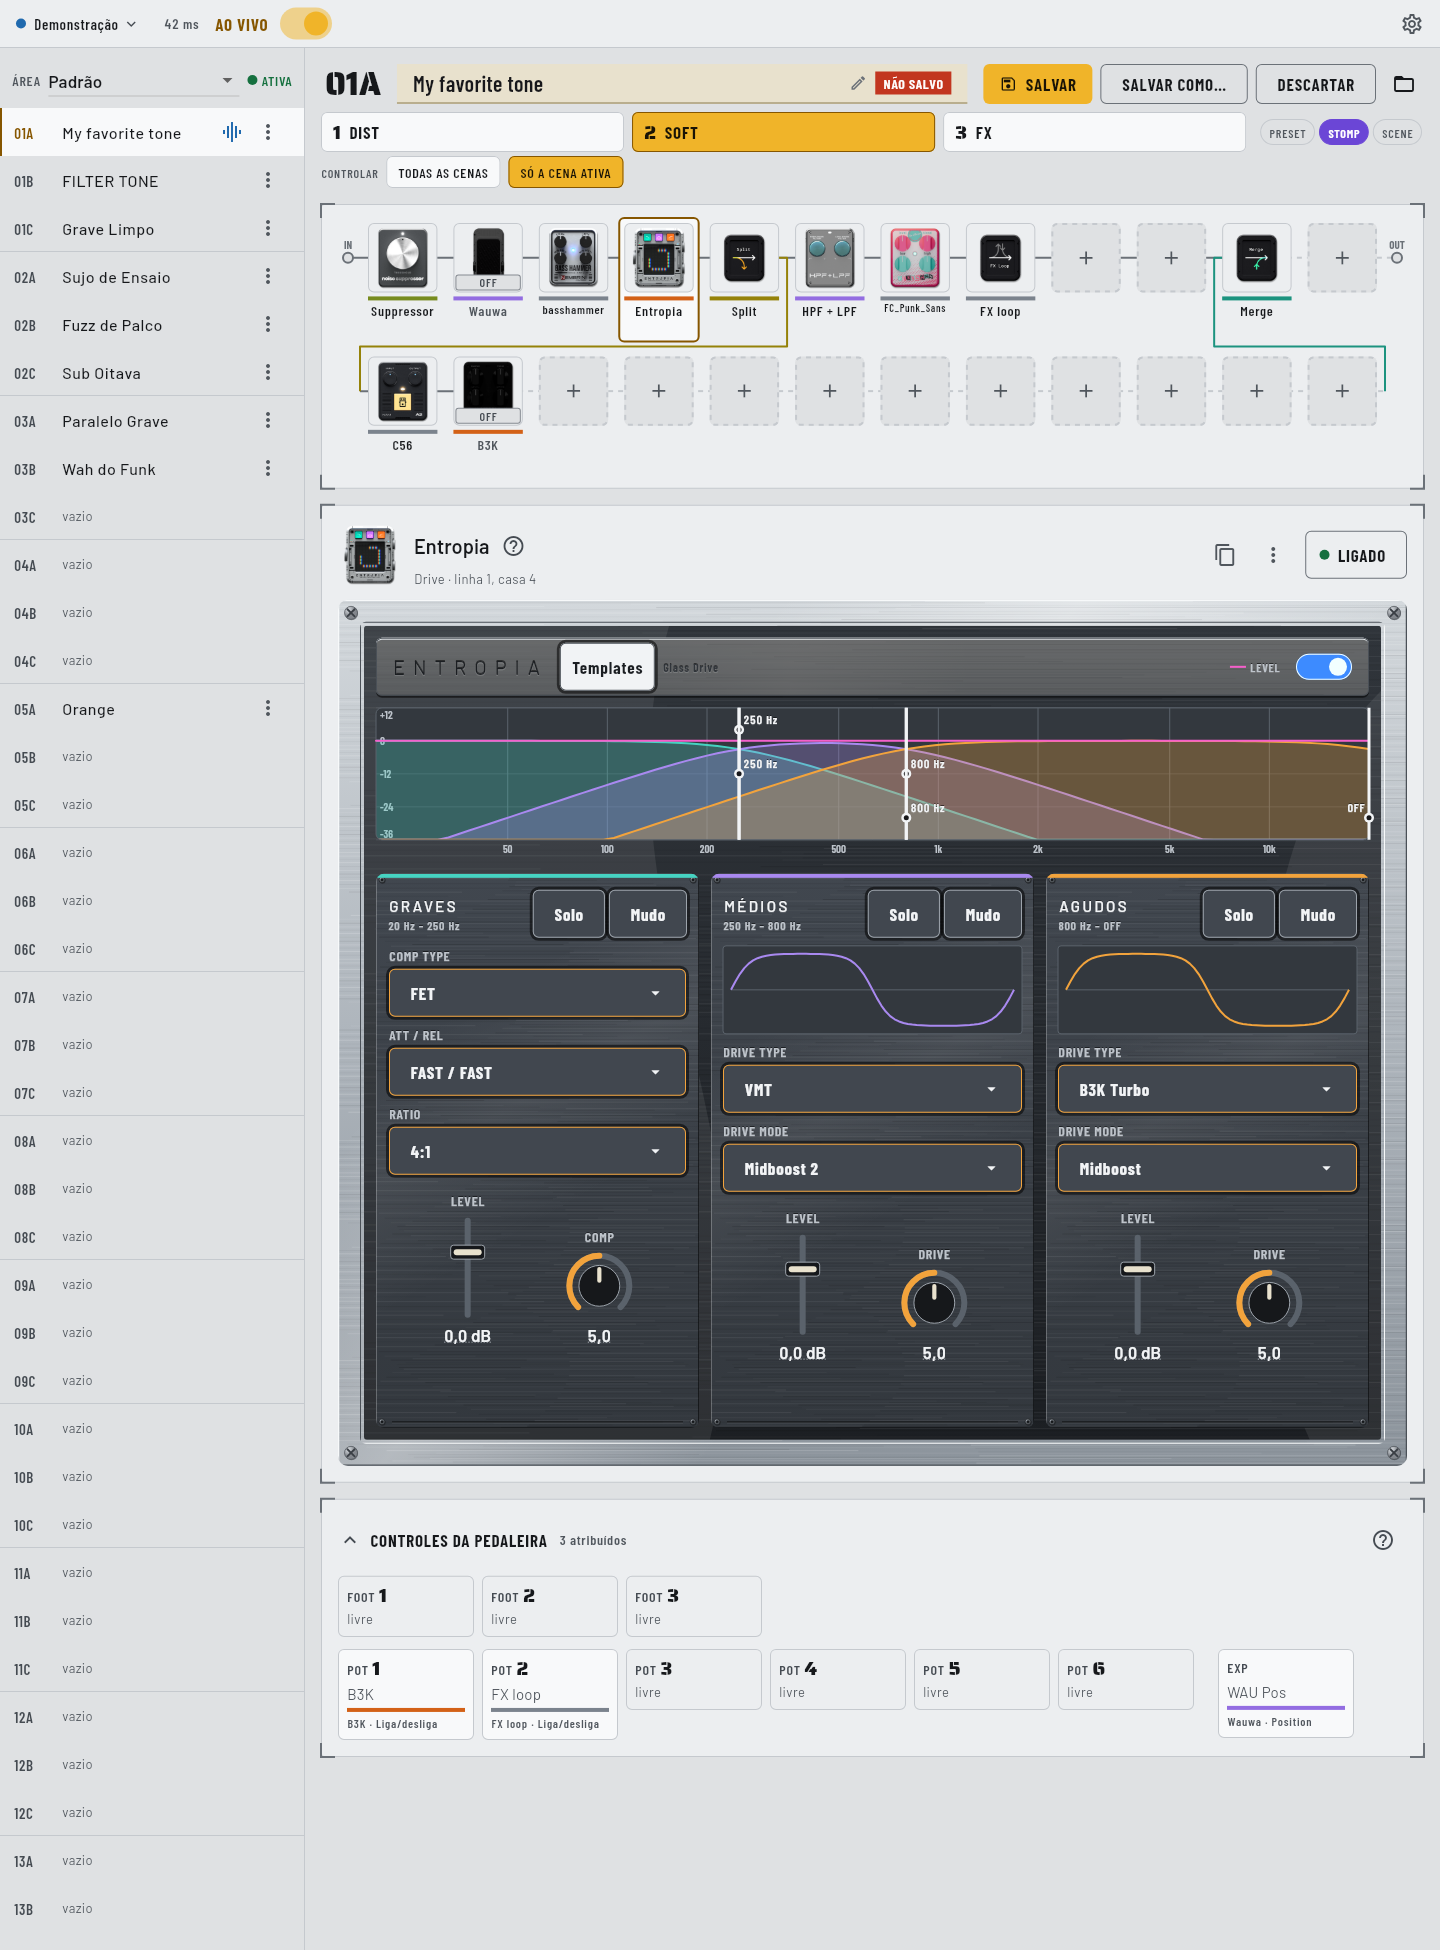 Demonstração
42 ms
AO VIVO
ÁREA
Padrão
ATIVA
01A My favorite tone
01B FILTER TONE
01C Grave Limpo
02A Sujo de Ensaio
02B Fuzz de Palco
02C Sub Oitava
03A Paralelo Grave
03B Wah do Funk
03C vazio
04A vazio
04B vazio
04C vazio
05A Orange
05B vazio
05C vazio
06A vazio
06B vazio
06C vazio
07A vazio
07B vazio
07C vazio
08A vazio
08B vazio
08C vazio
09A vazio
09B vazio
09C vazio
10A vazio
10B vazio
10C vazio
11A vazio
11B vazio
11C vazio
12A vazio
12B vazio
12C vazio
13A vazio
13B vazio
01A
My favorite tone
NÃO SALVO
SALVAR
SALVAR COMO...
DESCARTAR
1 DIST
2 SOFT
3 FX
PRESET
STOMP
SCENE
CONTROLAR
TODAS AS CENAS
SÓ A CENA ATIVA
IN
OFF
Split
HPF+LPF
FX Loop
Merge
OUT
Suppressor
Wauwa
basshammer
Entropia
Split
HPF + LPF
FC_Punk_Sans
FX loop
Merge
OFF
C56
B3K
Entropia
Drive · linha 1, casa 4
LIGADO
ENTROPIA
Templates
Glass Drive
LEVEL
+12
0
-12
-24
-36
250 Hz
250 Hz
800 Hz
800 Hz
OFF
50 100 200 500 1k 2k 5k 10k
GRAVES
20 Hz – 250 Hz
Solo
Mudo
COMP TYPE
FET
ATT / REL
FAST / FAST
RATIO
4:1
LEVEL
COMP
0,0 dB
5,0
MÉDIOS
250 Hz – 800 Hz
Solo
Mudo
DRIVE TYPE
VMT
DRIVE MODE
Midboost 2
LEVEL
DRIVE
0,0 dB
5,0
AGUDOS
800 Hz – OFF
Solo
Mudo
DRIVE TYPE
B3K Turbo
DRIVE MODE
Midboost
LEVEL
DRIVE
0,0 dB
5,0
CONTROLES DA PEDALEIRA
3 atribuídos
FOOT 1
livre
FOOT 2
livre
FOOT 3
livre
POT 1
B3K
B3K · Liga/desliga
POT 2
FX loop
FX loop · Liga/desliga
POT 3
livre
POT 4
livre
POT 5
livre
POT 6
livre
EXP
WAU Pos
Wauwa · Position